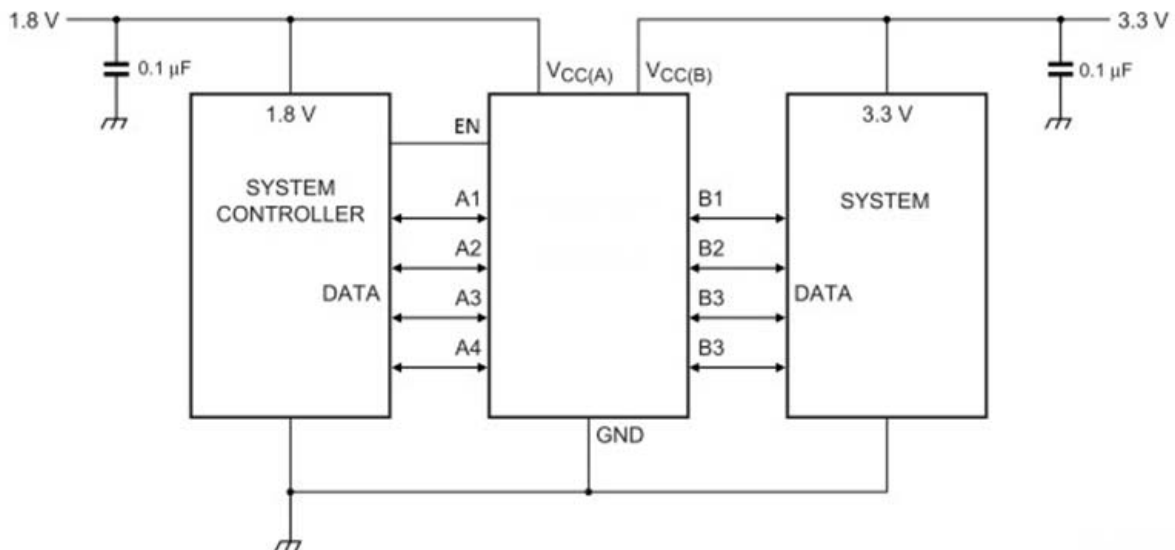 1.8 V
3.3 V
0.1 µF
VCC(A)
VCC(B)
0.1 µF
1.8 V
3.3 V
EN
SYSTEM
CONTROLLER
A1
B1
SYSTEM
A2
B2
DATA
A3
B3
DATA
A4
B3
GND